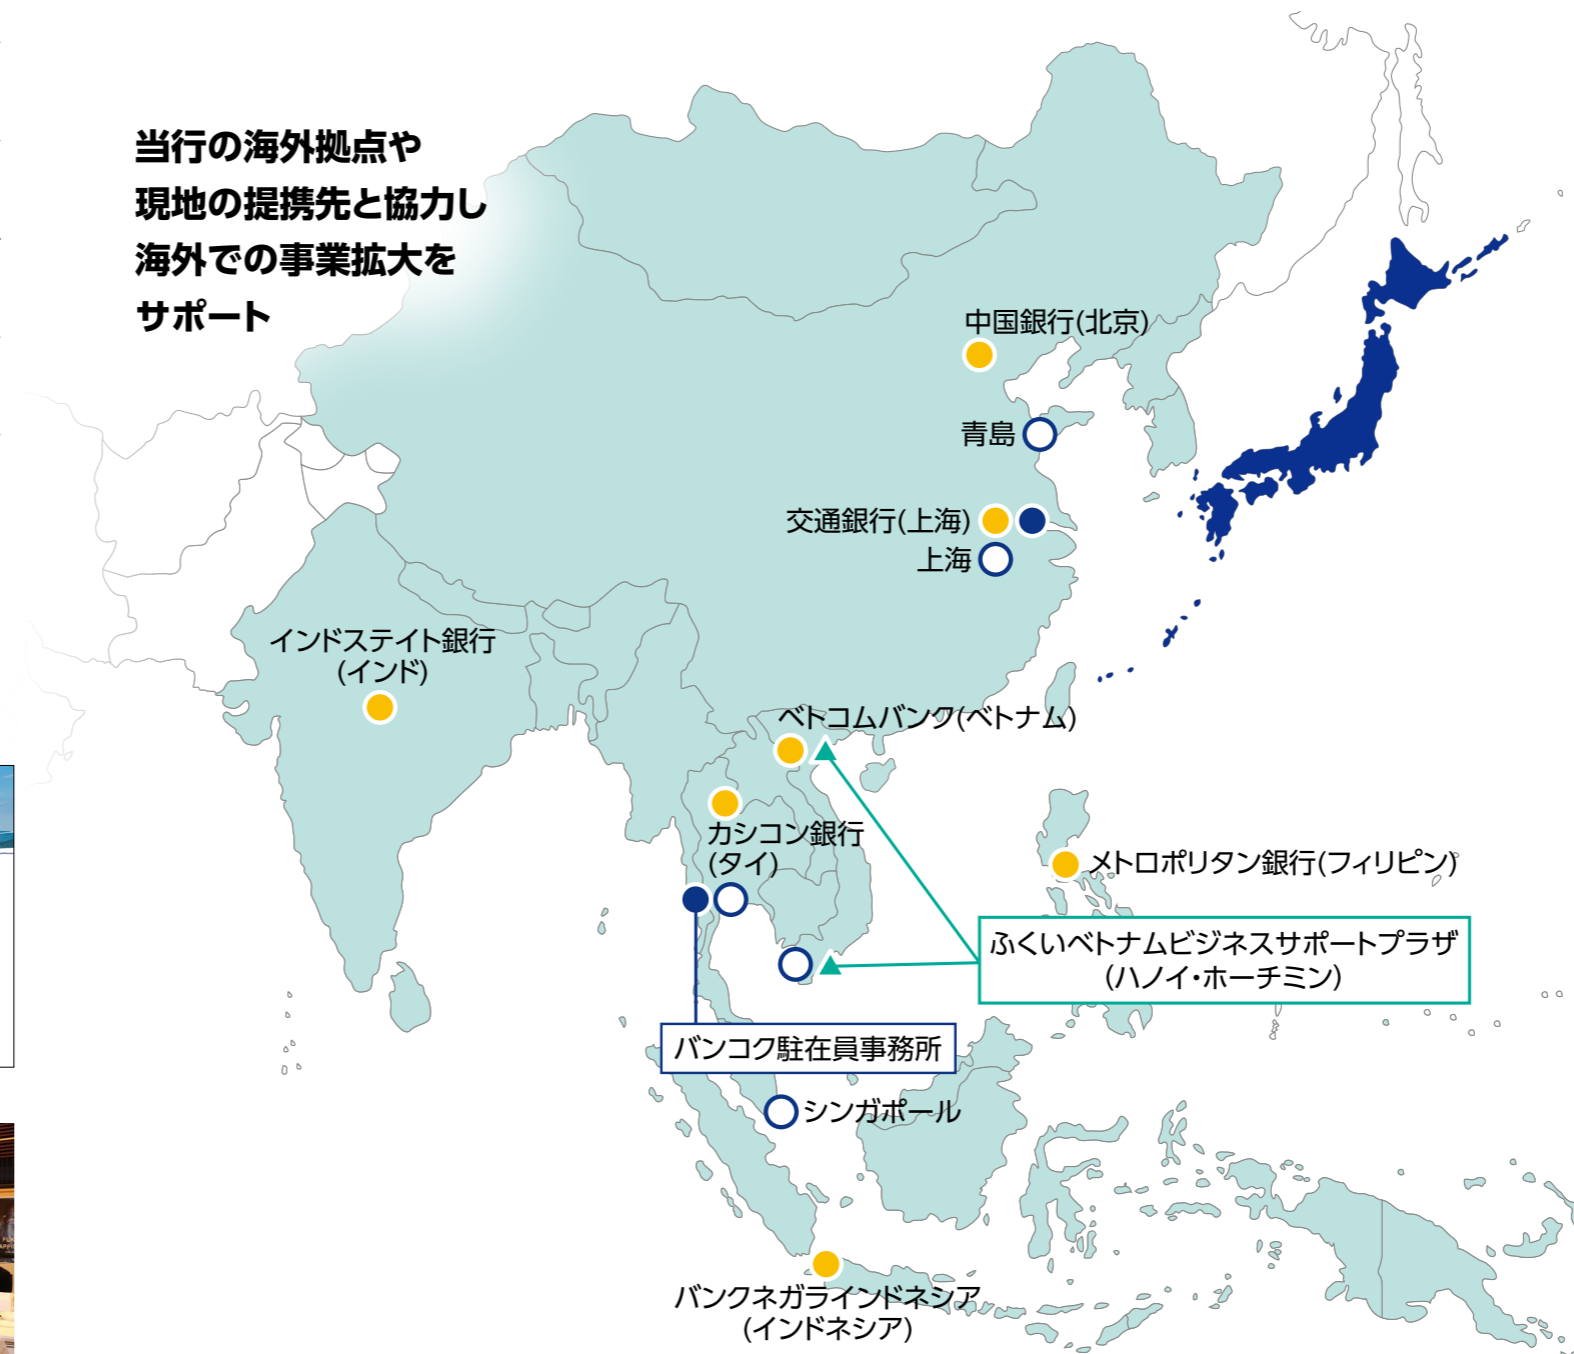 当行の海外拠点や
現地の提携先と協力し
海外での事業拡大を
サポート
中国銀行(北京)
青島
交通銀行(上海)
上海
インドステイト銀行
(インド)
ベトコムバンク(ベトナム)
カシコン銀行
(タイ)
メトロポリタン銀行(フィリピン)
ふくいベトナムビジネスサポートプラザ
(ハノイ・ホーチミン)
バンコク駐在員事務所
シンガポール
バンクネガラインドネシア
(インドネシア)